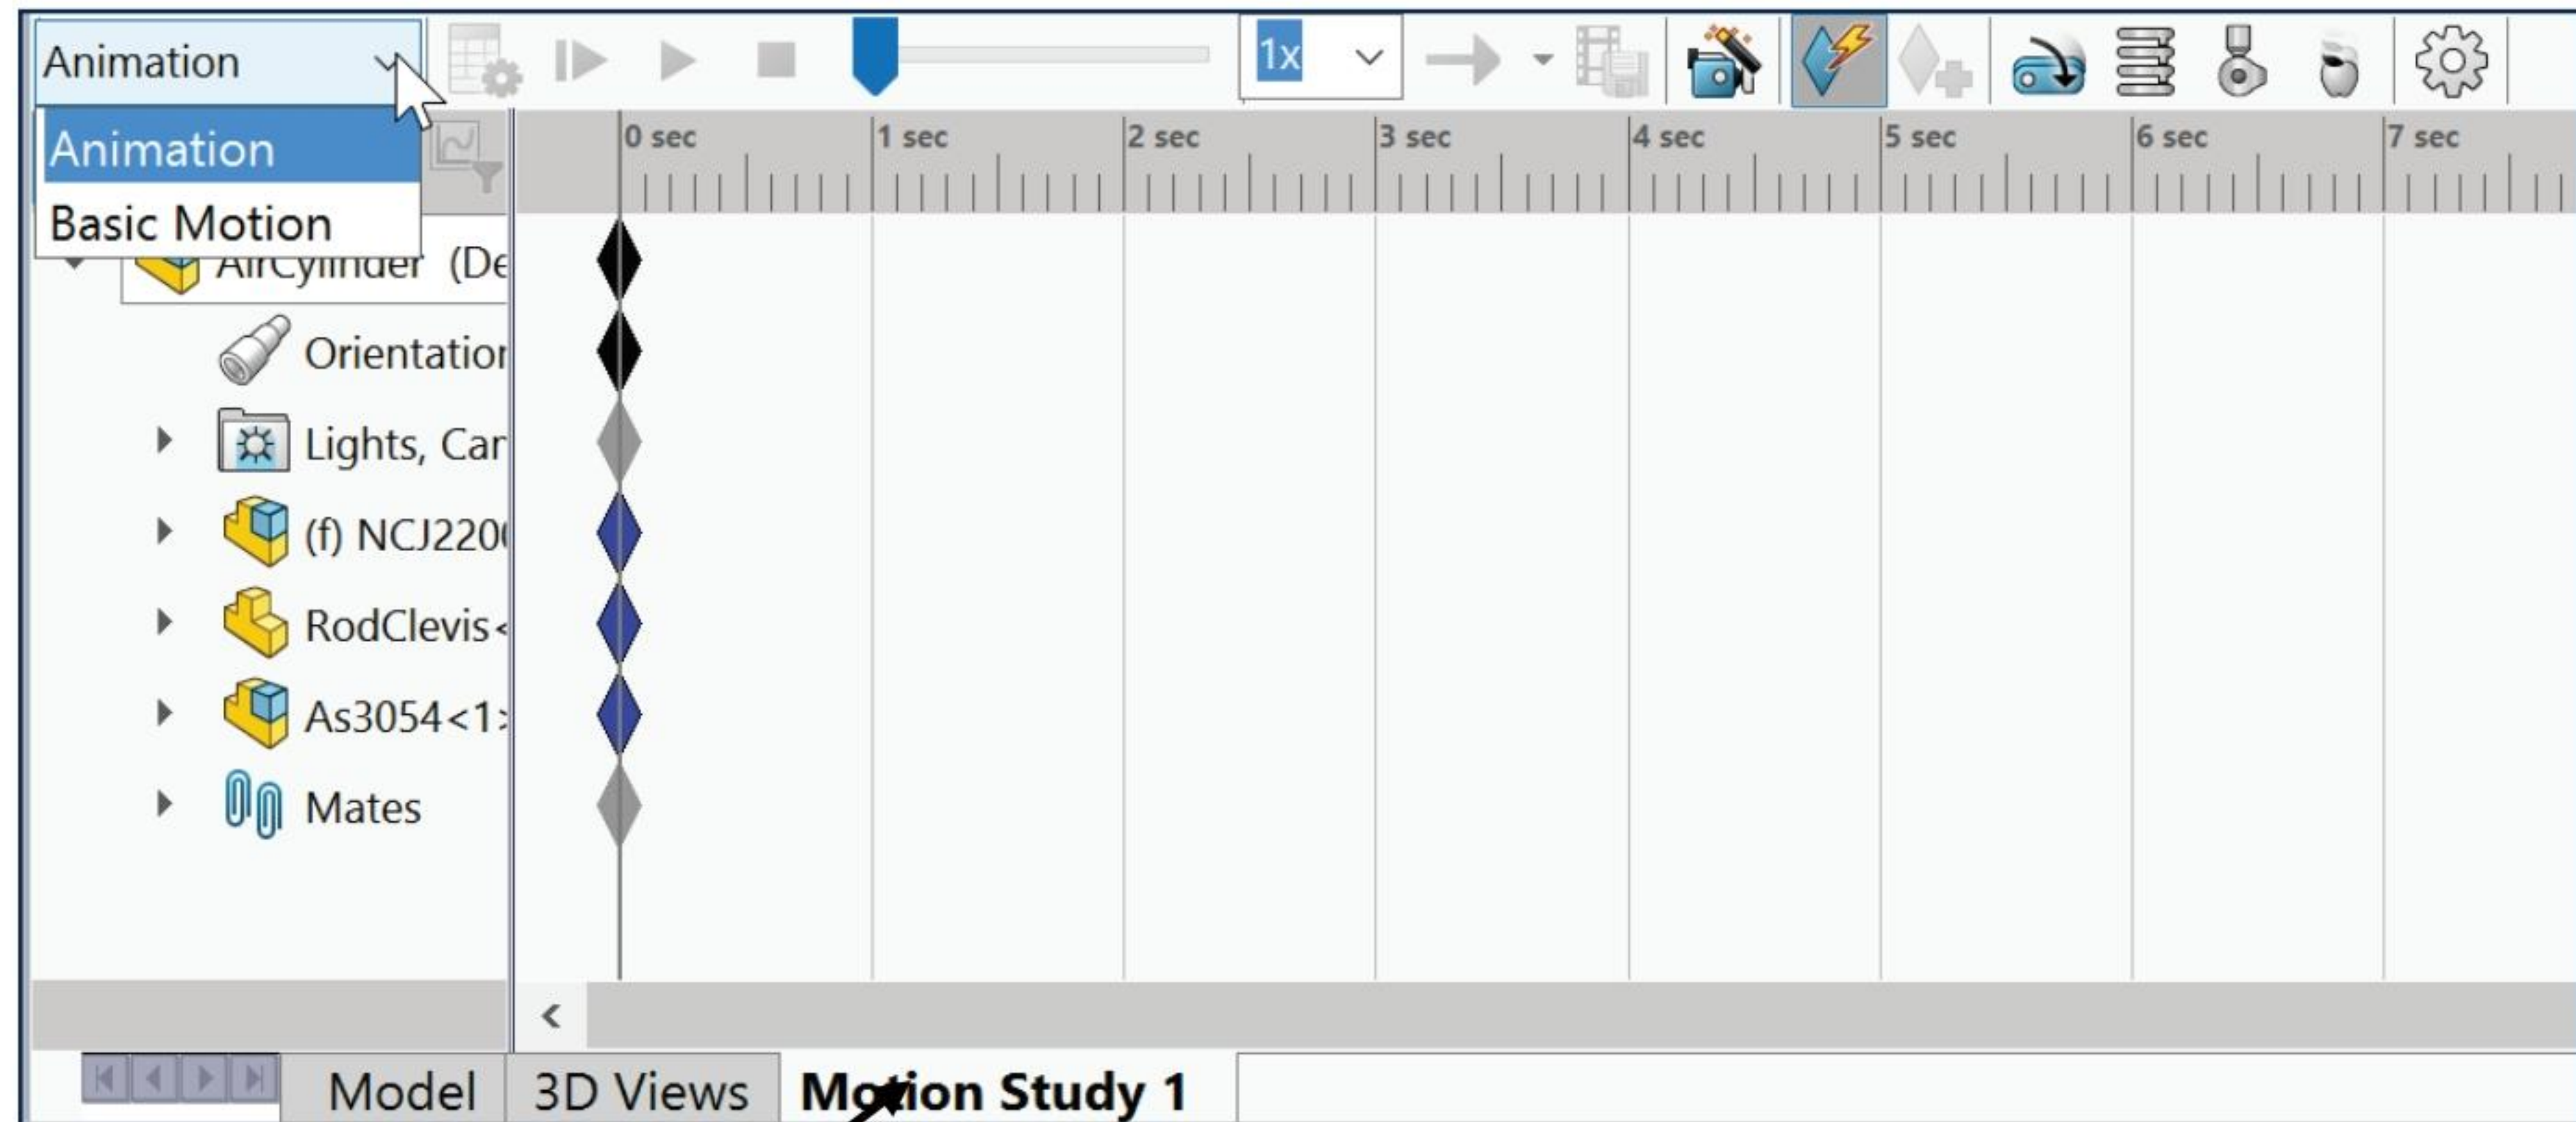 Animation
1x
Animation
Basic Motion
0 sec 1 sec 2 sec 3 sec 4 sec 5 sec 6 sec 7 sec
AirCylinder (De
Orientation
Lights, Car
(f) NCJ220
RodClevis<
As3054<1>
Mates
Model 3D Views Motion Study 1